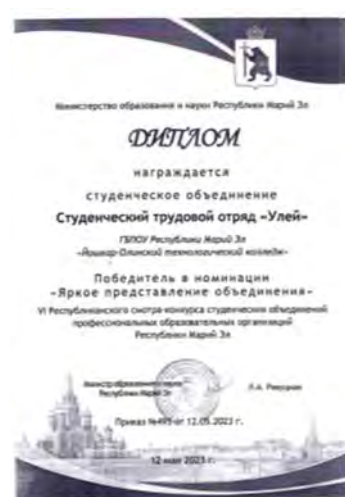 Министерство образования и науки Республики Марий Эл
ДИПЛОМ
награждается
студенческое объединение
Студенческий трудовой отряд «Улей»
ГБПОУ Республики Марий Эл
«Йошкар-Олинский технологический колледж»
Победитель в номинации
«Яркое представление объединения»
VI Республиканского смотра-конкурса студенческих объединений
профессиональных образовательных организаций
Республики Марий Эл
Министр образования и науки
Республики Марий Эл
Приказ №495 от 12.05.2023 г.
12 мая 2023 г.